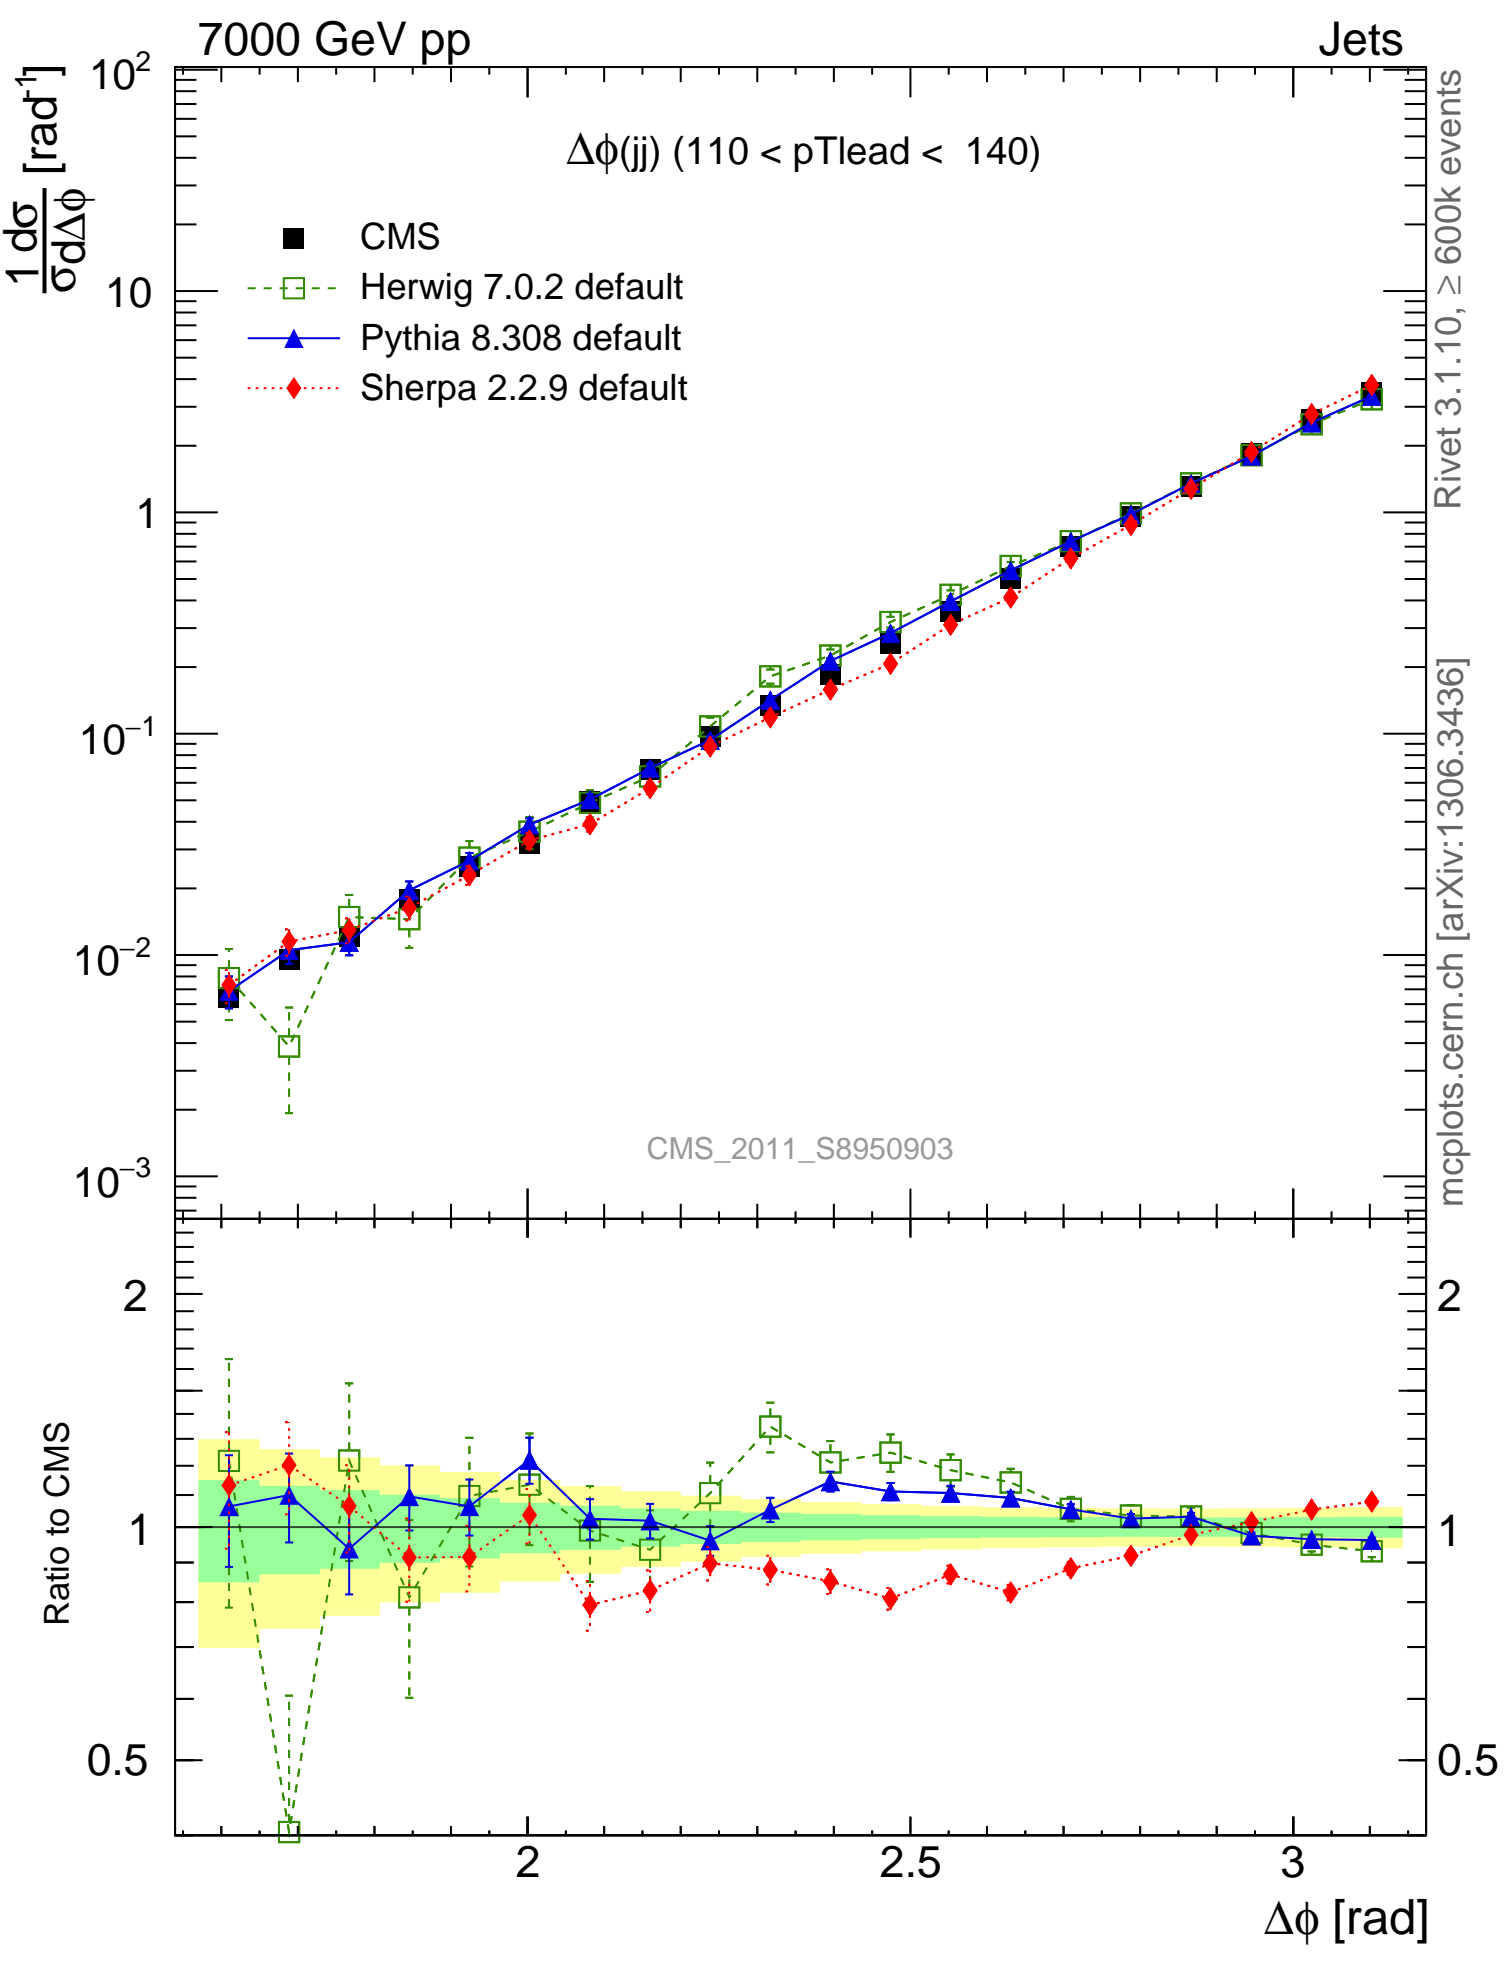 7000 GeV pp
Jets
Δϕ(jj) (110 < pTlead < 140)
CMS
Herwig 7.0.2 default
Pythia 8.308 default
Sherpa 2.2.9 default
1 dσ
σ dΔϕ [rad⁻¹]
10²
10
1
10⁻¹
10⁻²
10⁻³
CMS_2011_S8950903
Rivet 3.1.10, ≥ 600k events
mcplots.cern.ch [arXiv:1306.3436]
Ratio to CMS
2
1
0.5
2
1
0.5
2
2.5
3
Δϕ [rad]